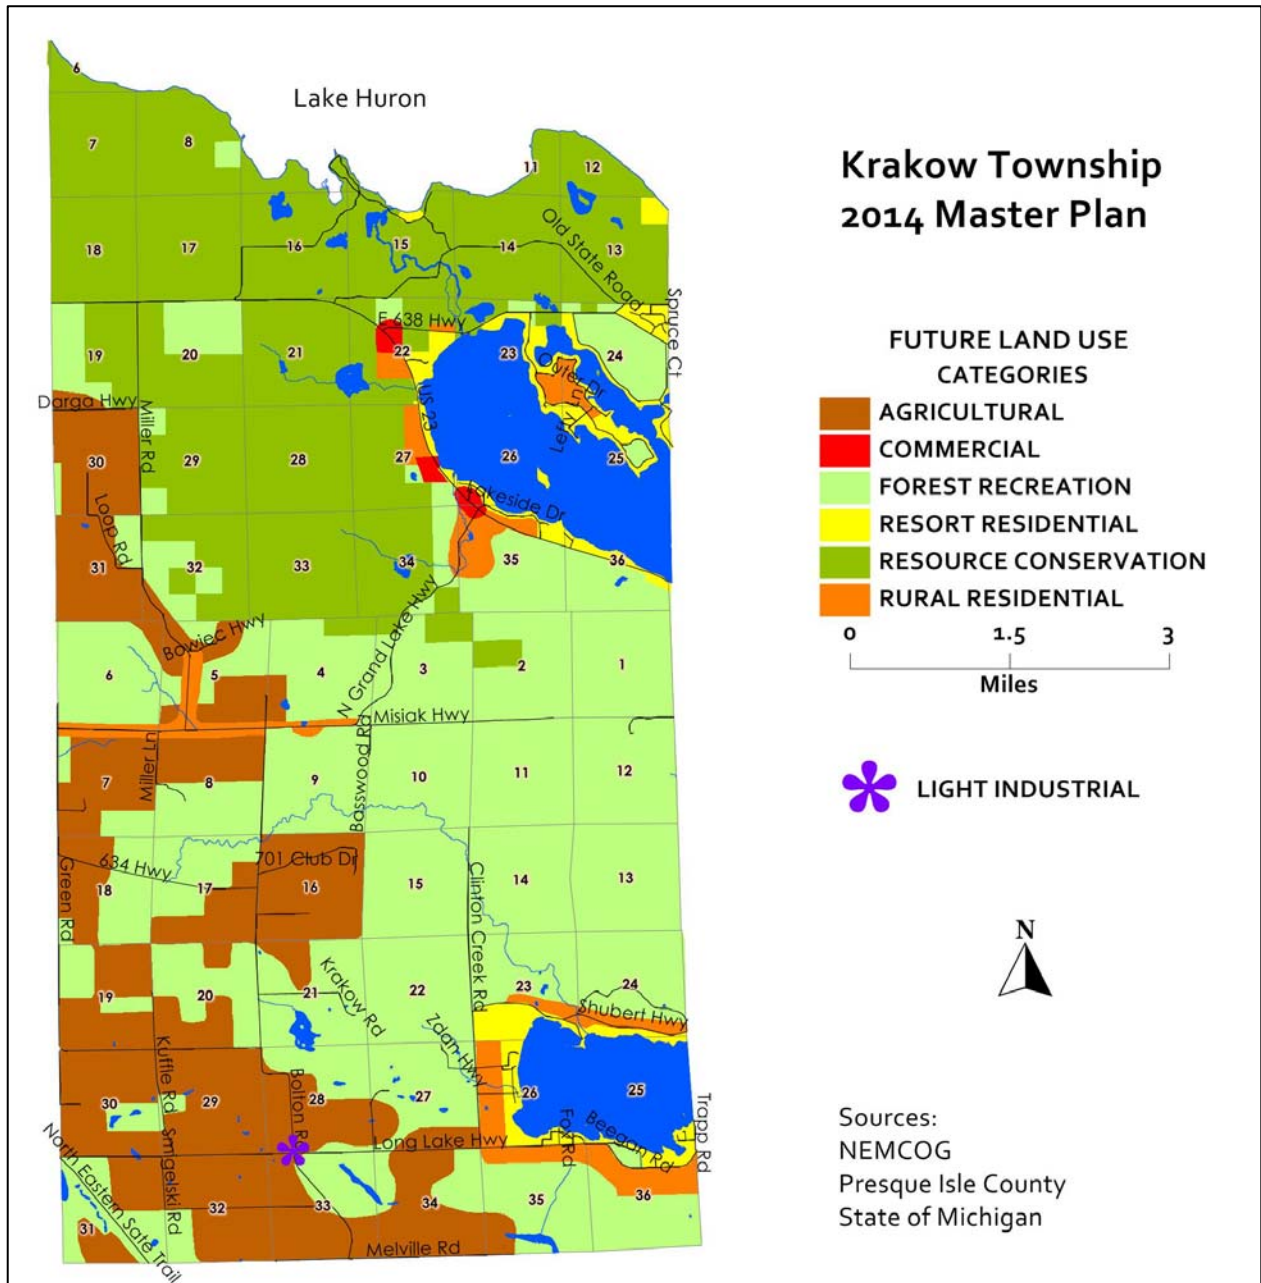 Lake Huron
Krakow Township
2014 Master Plan
FUTURE LAND USE
CATEGORIES
AGRICULTURAL
COMMERCIAL
FOREST RECREATION
RESORT RESIDENTIAL
RESOURCE CONSERVATION
RURAL RESIDENTIAL
0 1.5 3
Miles
LIGHT INDUSTRIAL
N
Sources:
NEMCOG
Presque Isle County
State of Michigan
6
7 8 11 12
18 17 16 15 14 13
Old State Road
Spruce Ct
E 638 Hwy
19 20 21 22 23 24
Outer Dr
US 23
Darga Hwy
Miller Rd
Lefty Ln
30 29 28 27 26 25
Loop Rd
Lakeside Dr
31 32 33 34 35 36
N Grand Lake Hwy
Bowiec Hwy
6 5 4 3 2 1
Misiak Hwy
Miller Ln
Basswood Rd
7 8 9 10 11 12
634 Hwy
701 Club Dr
Green Rd
Clinton Creek Rd
18 17 16 15 14 13
Krakow Rd
19 20 21 22 23 24
Shubert Hwy
Zdan Hwy
Kuffle Rd
Bolton Rd
30 29 28 27 26 25
Trapp Rd
Fox Rd
Beegan Rd
Long Lake Hwy
North Eastern Sate Trail
Smigelski Rd
31 32 33 34 35 36
Melville Rd